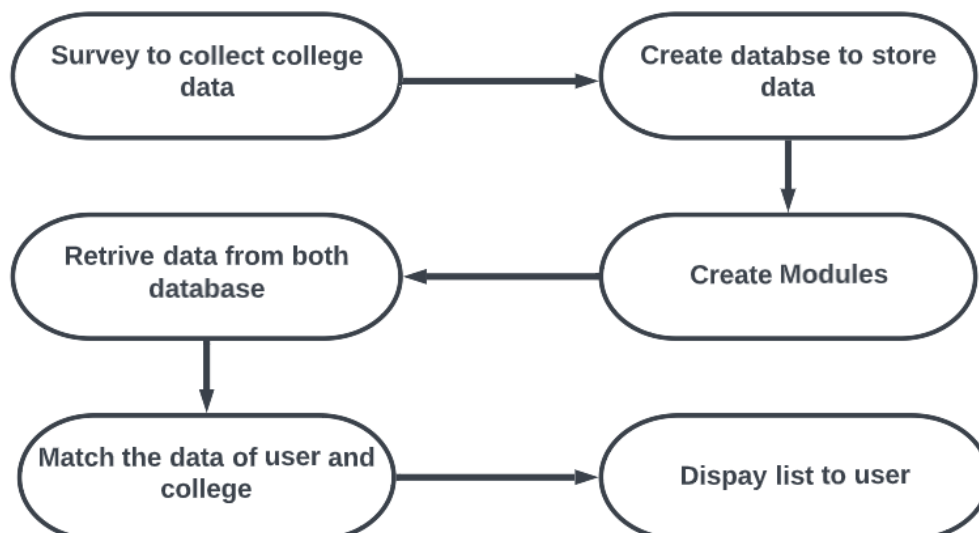 Survey to collect college
data
Create databse to store
data
Create Modules
Retrive data from both
database
Match the data of user and
college
Dispay list to user